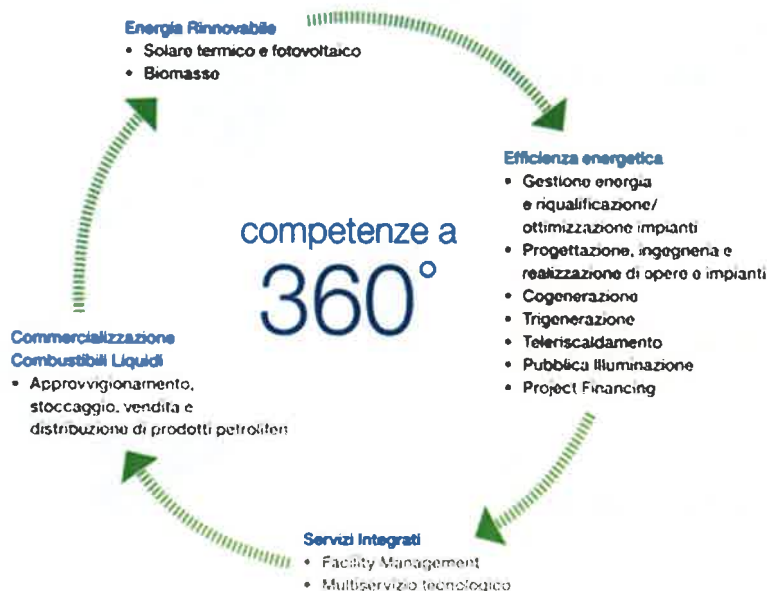 Energia Rinnovabile
• Solare termico e fotovoltaico
• Biomasse
Efficienza energetica
• Gestione energia
e riqualificazione/
ottimizzazione impianti
• Progettazione, ingegneria e
realizzazione di opere e impianti
• Cogenerazione
• Trigenerazione
• Teleriscaldamento
• Pubblica Illuminazione
• Project Financing
competenze a
360°
Commercializzazione
Combustibili Liquidi
• Approvvigionamento,
stoccaggio, vendita e
distribuzione di prodotti petroliferi
Servizi Integrati
• Facility Management
• Multiservizio tecnologico